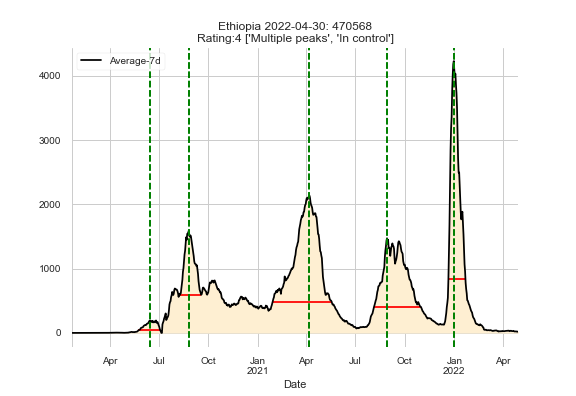 Ethiopia 2022-04-30: 470568
Rating:4 ['Multiple peaks', 'In control']
Average-7d
4000
3000
2000
1000
0
Apr Jul Oct Jan Apr Jul Oct Jan Apr
2021 2022
Date